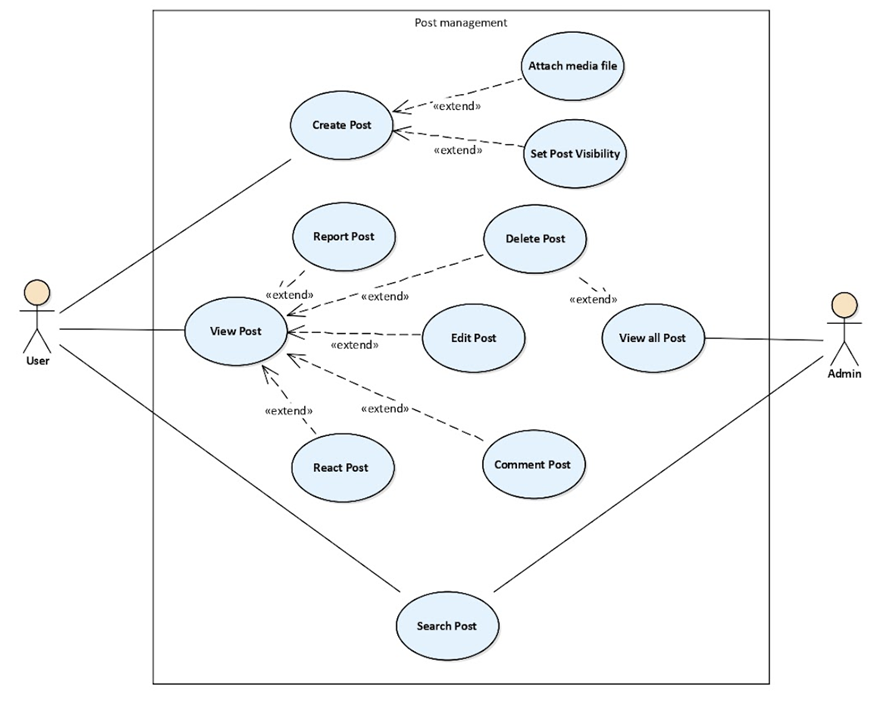 Post management
Attach media file
«extend»
Create Post
«extend»
Set Post Visibility
Report Post
Delete Post
«extend»
«extend»
«extend»
View Post
«extend»
Edit Post
View all Post
User
Admin
«extend»
«extend»
React Post
Comment Post
Search Post